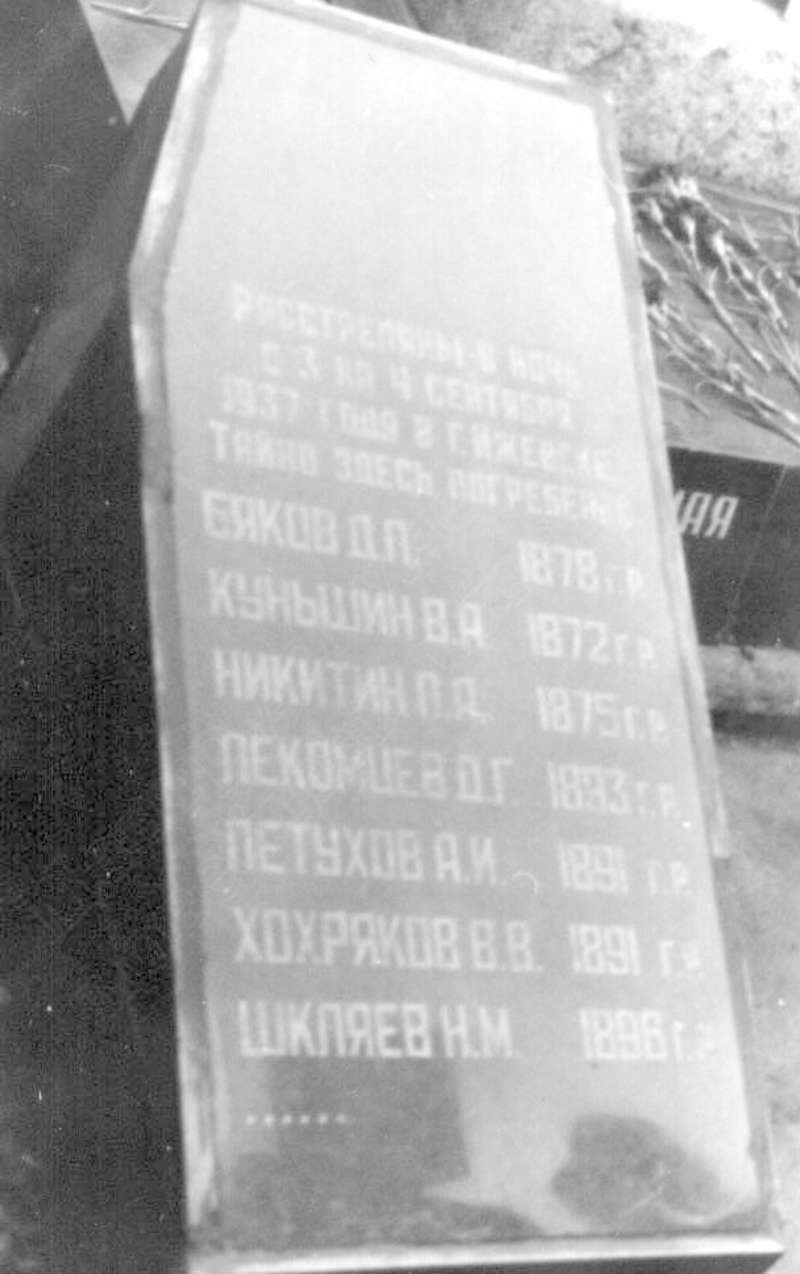 РАССТРЕЛЯНЫ В НОЧЬ
С 3 НА 4 СЕНТЯБРЯ
1937 ГОДА В Г.ИЖЕВСКЕ.
ТАЙНО ЗДЕСЬ ПОГРЕБЕНЫ:
БЯКОВ Д.П. 1878 г.р.
КУНЬШИН В.А. 1872 г.р.
НИКИТИН П.Д. 1875 г.р.
ЛЕКОМЦЕВ Д.Г. 1893 г.р.
ПЕТУХОВ А.И. 1891 г.р.
ХОХРЯКОВ В.В. 1891 г.р.
ШКЛЯЕВ Н.М. 1896 г.р.
......